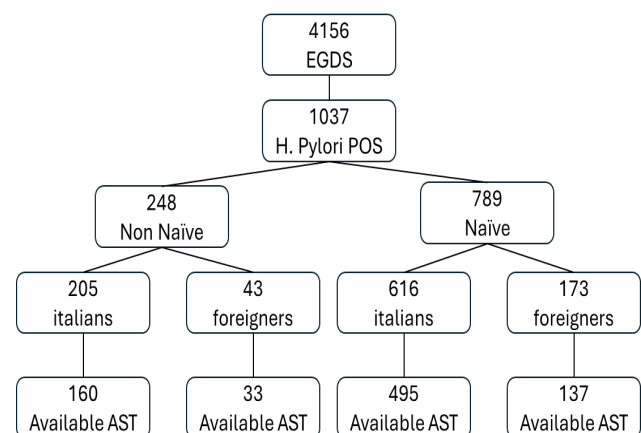 4156
EGDS
1037
H. Pylori POS
248
Non Naïve
789
Naïve
205
italians
43
foreigners
616
italians
173
foreigners
160
Available AST
33
Available AST
495
Available AST
137
Available AST